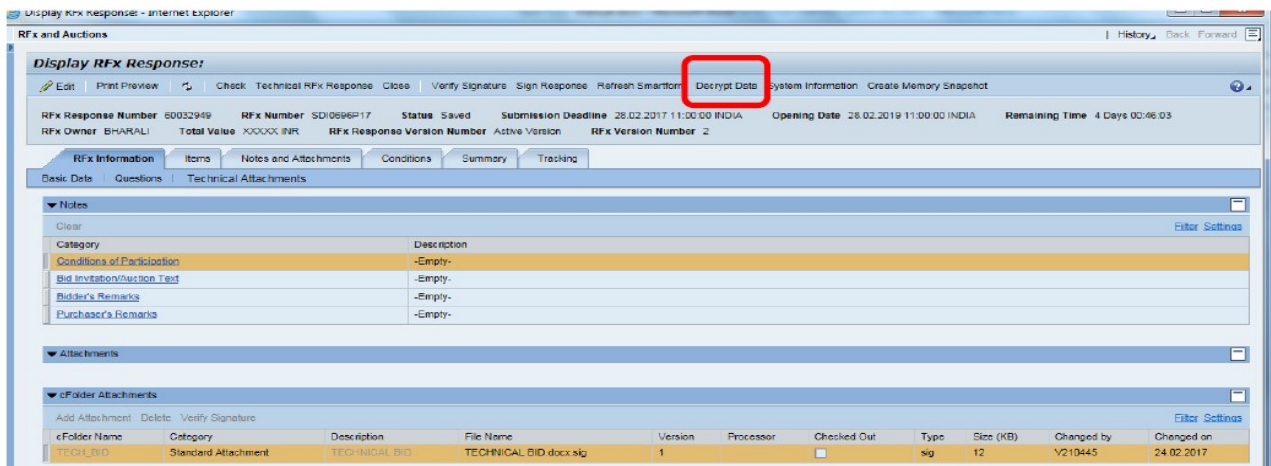 Display RFx Response: - Internet Explorer
RFx and Auctions | History Back Forward
Display RFx Response:
Edit | Print Preview | Check Technical RFx Response Close | Verify Signature Sign Response Refresh Smartform Decrypt Data System Information Create Memory Snapshot
RFx Response Number 60032949 RFx Number SDI0696P17 Status Saved Submission Deadline 28.02.2017 11:00:00 INDIA Opening Date 28.02.2019 11:00:00 INDIA Remaining Time 4 Days 00:46:03
RFx Owner BHARALI Total Value XXXXX INR RFx Response Version Number Active Version RFx Version Number 2
RFx Information Items Notes and Attachments Conditions Summary Tracking
Basic Data | Questions | Technical Attachments
Notes
Clear Filter Settings
Category Description
Conditions of Participation -Empty-
Bid Invitation/Auction Text -Empty-
Bidder's Remarks -Empty-
Purchaser's Remarks -Empty-
Attachments
cFolder Attachments
Add Attachment Delete Verify Signature Filter Settings
cFolder Name Category Description File Name Version Processor Checked Out Type Size (KB) Changed by Changed on
TECH_BID Standard Attachment TECHNICAL BID TECHNICAL BID.docx.sig 1 sig 12 V210445 24.02.2017